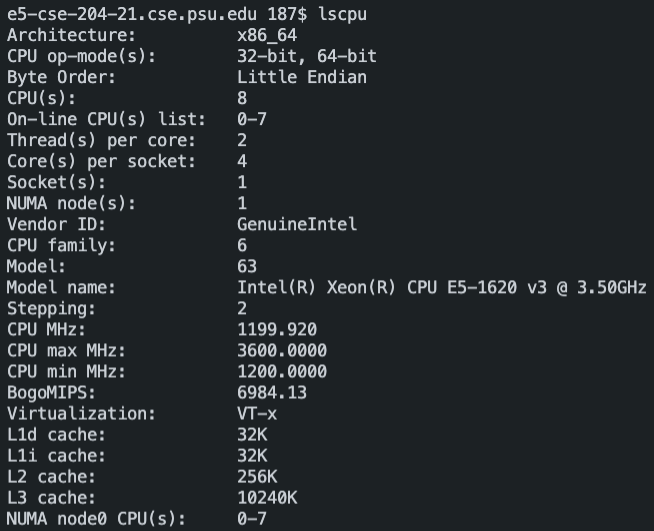 e5-cse-204-21.cse.psu.edu 187$ lscpu
Architecture: x86_64
CPU op-mode(s): 32-bit, 64-bit
Byte Order: Little Endian
CPU(s): 8
On-line CPU(s) list: 0-7
Thread(s) per core: 2
Core(s) per socket: 4
Socket(s): 1
NUMA node(s): 1
Vendor ID: GenuineIntel
CPU family: 6
Model: 63
Model name: Intel(R) Xeon(R) CPU E5-1620 v3 @ 3.50GHz
Stepping: 2
CPU MHz: 1199.920
CPU max MHz: 3600.0000
CPU min MHz: 1200.0000
BogoMIPS: 6984.13
Virtualization: VT-x
L1d cache: 32K
L1i cache: 32K
L2 cache: 256K
L3 cache: 10240K
NUMA node0 CPU(s): 0-7